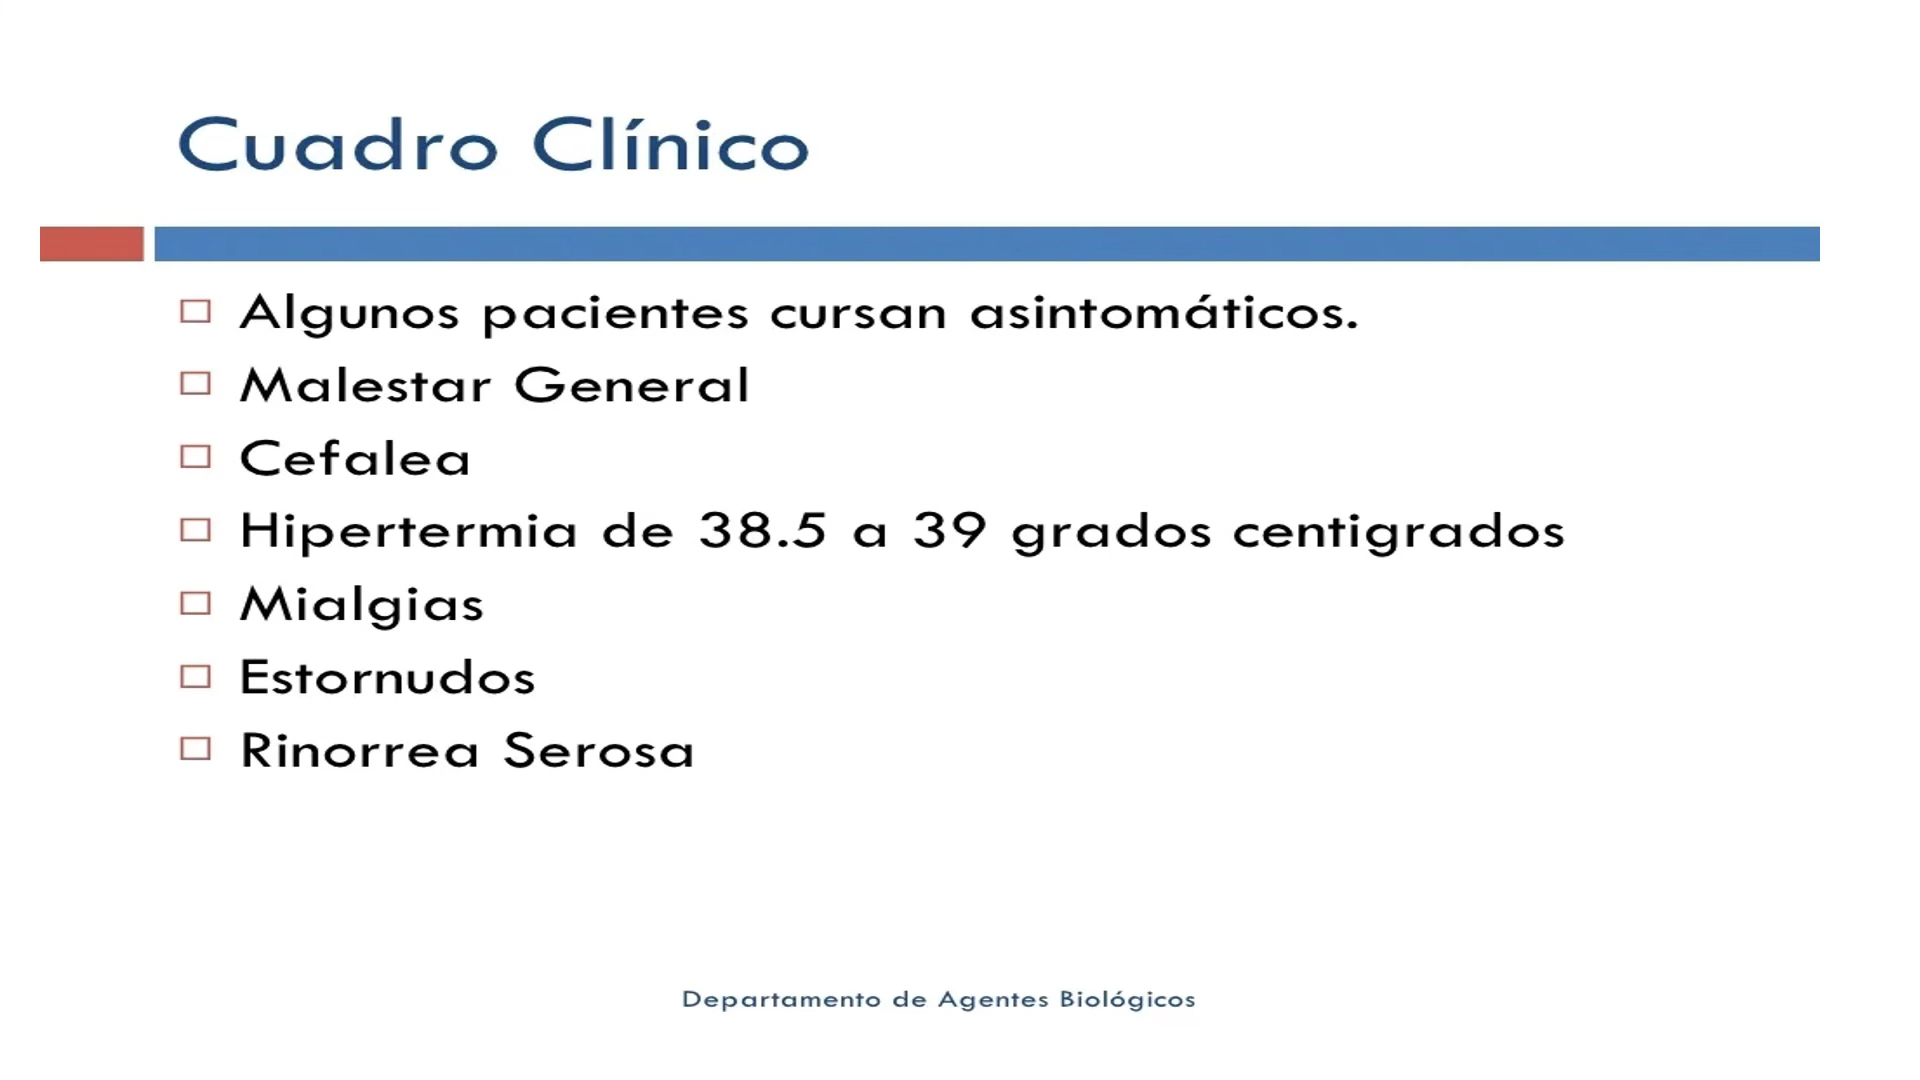 Cuadro Clínico
Algunos pacientes cursan asintomáticos.
Malestar General
Cefalea
Hipertermia de 38.5 a 39 grados centigrados
Mialgias
Estornudos
Rinorrea Serosa
Departamento de Agentes Biológicos